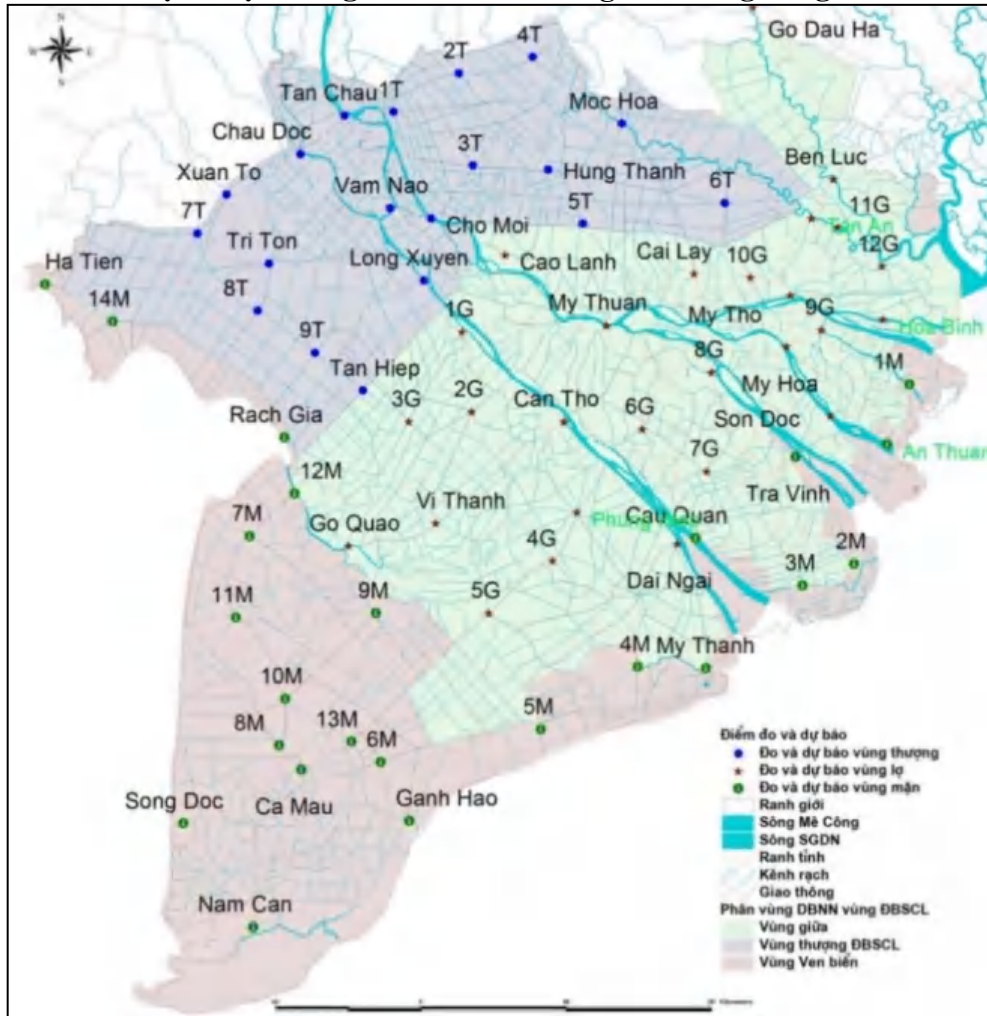 Go Dau Ha
4T
2T
Tan Chau
1T
Moc Hoa
Chau Doc
3T
Ben Luc
Xuan To
Vam Nao
Hung Thanh
6T
11G
7T
5T
Tan An
Cho Moi
Tri Ton
12G
Ha Tien
Long Xuyen
Cao Lanh
Cai Lay
10G
8T
14M
1G
My Thuan
My Tho
9G
Hoa Binh
9T
8G
1M
Tan Hiep
My Hoa
3G
2G
Can Tho
6G
Son Doc
Rach Gia
An Thuan
7G
12M
Tra Vinh
7M
Go Quao
Vi Thanh
Cau Quan
4G
2M
3M
Dai Ngai
11M
9M
5G
4M
My Thanh
10M
8M
13M
6M
5M
Song Doc
Ca Mau
Ganh Hao
Nam Can
Điểm đo và dự báo
Đo và dự báo vùng thượng
Đo và dự báo vùng lợ
Đo và dự báo vùng mặn
Ranh giới
Sông Mê Công
Sông SGDN
Ranh tỉnh
Kênh rạch
Giao thông
Phân vùng DBNN vùng ĐBSCL
Vùng giữa
Vùng thượng ĐBSCL
Vùng Ven biển